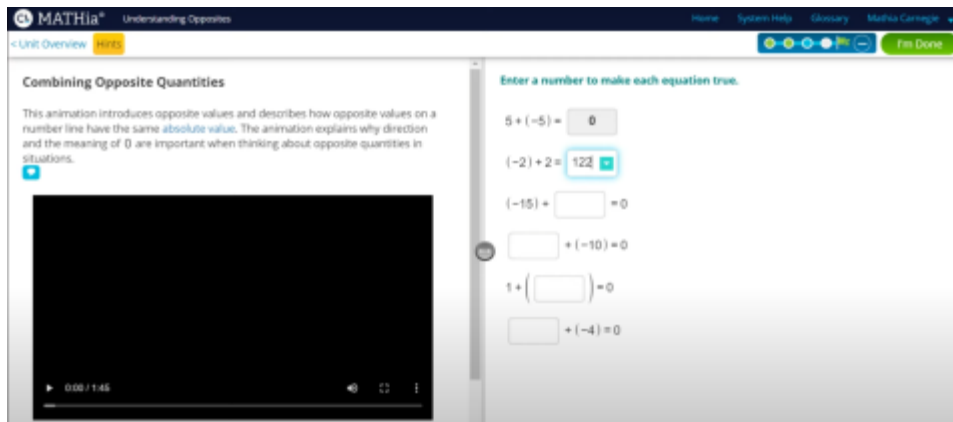 MATHia® Understanding Opposites Home System Help Glossary Mathia Carnegie
< Unit Overview Hints I'm Done
Combining Opposite Quantities
This animation introduces opposite values and describes how opposite values on a
number line have the same absolute value. The animation explains why direction
and the meaning of 0 are important when thinking about opposite quantities in
situations.
0:00 / 1:45
Enter a number to make each equation true.
5 + (−5) = 0
(−2) + 2 = 122
(−15) + = 0
+ (−10) = 0
1 + ( ) = 0
+ (−4) = 0